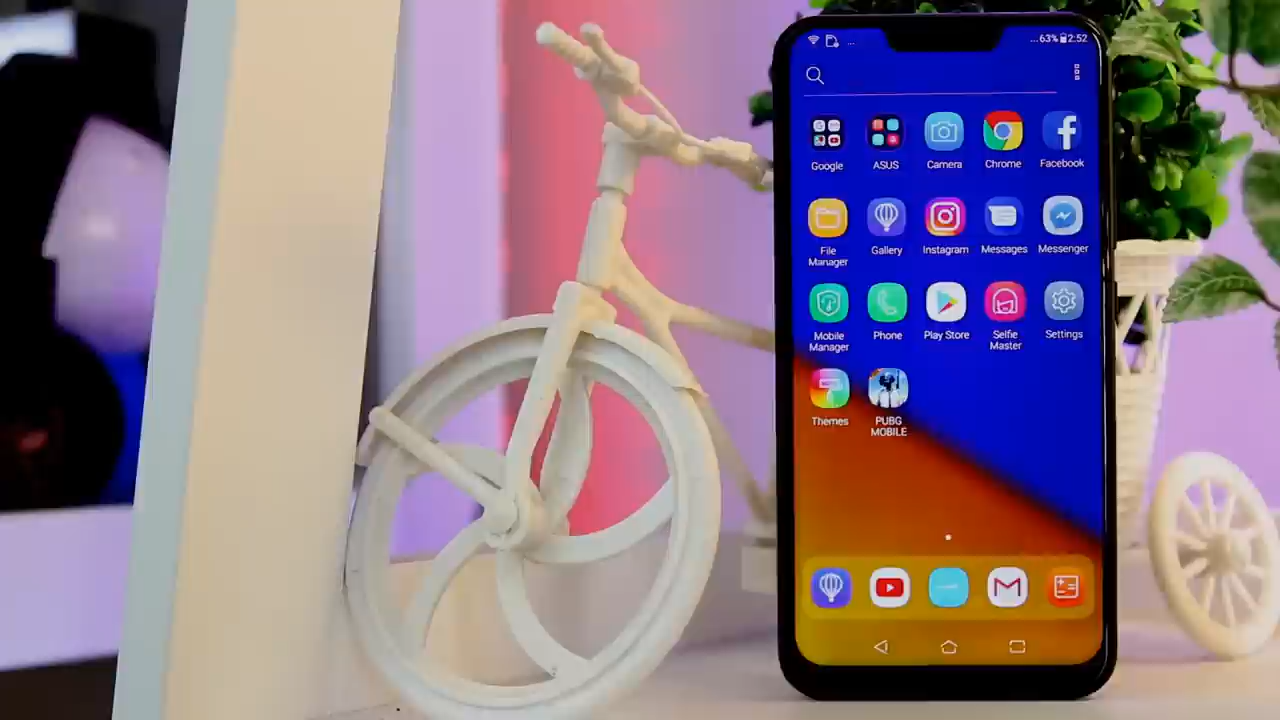 ...63% 2:52
Google ASUS Camera Chrome Facebook
File Manager Gallery Instagram Messages Messenger
Mobile Manager Phone Play Store Selfie Master Settings
Themes PUBG MOBILE